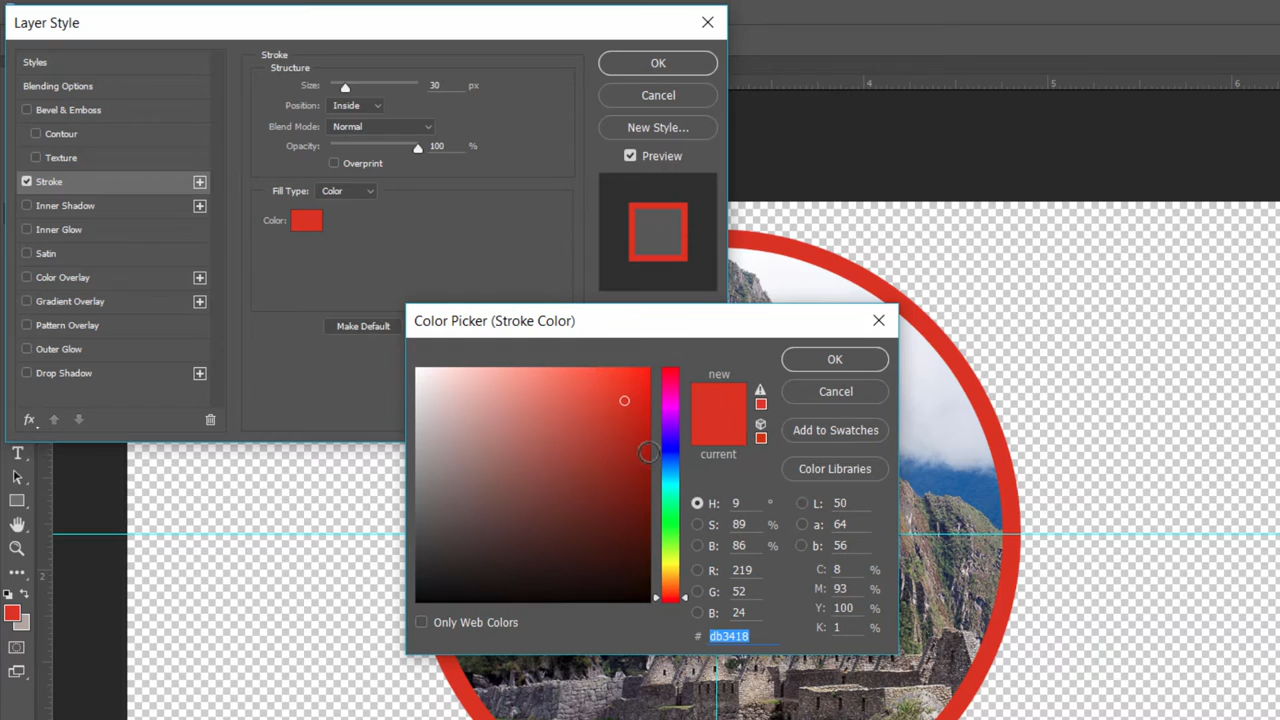 Layer Style
Styles
Blending Options
Bevel & Emboss
Contour
Texture
Stroke
Inner Shadow
Inner Glow
Satin
Color Overlay
Gradient Overlay
Pattern Overlay
Outer Glow
Drop Shadow
fx
Stroke
Structure
Size: 30 px
Position: Inside
Blend Mode: Normal
Opacity: 100 %
Overprint
Fill Type: Color
Color:
Make Default
OK
Cancel
New Style...
Preview
4 5 6
2
T
Color Picker (Stroke Color)
new
current
OK
Cancel
Add to Swatches
Color Libraries
H: 9 ° L: 50
S: 89 % a: 64
B: 86 % b: 56
R: 219 C: 8 %
G: 52 M: 93 %
B: 24 Y: 100 %
# db3418 K: 1 %
Only Web Colors